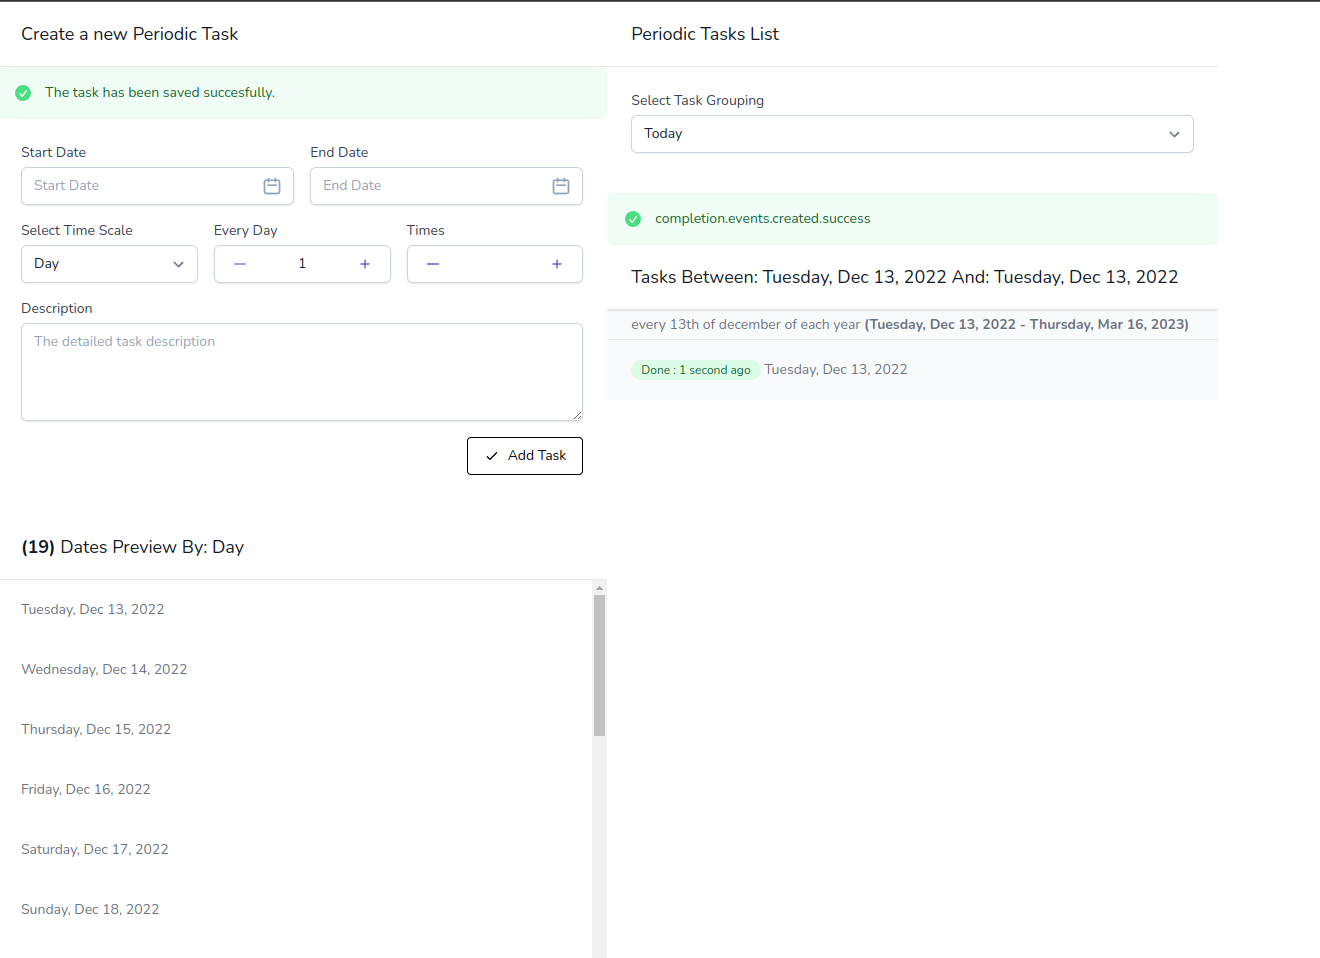 Create a new Periodic Task
The task has been saved succesfully.
Start Date
End Date
Start Date
End Date
Select Time Scale
Every Day
Times
Day
1
Description
The detailed task description
Add Task
(19) Dates Preview By: Day
Tuesday, Dec 13, 2022
Wednesday, Dec 14, 2022
Thursday, Dec 15, 2022
Friday, Dec 16, 2022
Saturday, Dec 17, 2022
Sunday, Dec 18, 2022
Periodic Tasks List
Select Task Grouping
Today
completion.events.created.success
Tasks Between: Tuesday, Dec 13, 2022 And: Tuesday, Dec 13, 2022
every 13th of december of each year (Tuesday, Dec 13, 2022 - Thursday, Mar 16, 2023)
Done : 1 second ago Tuesday, Dec 13, 2022